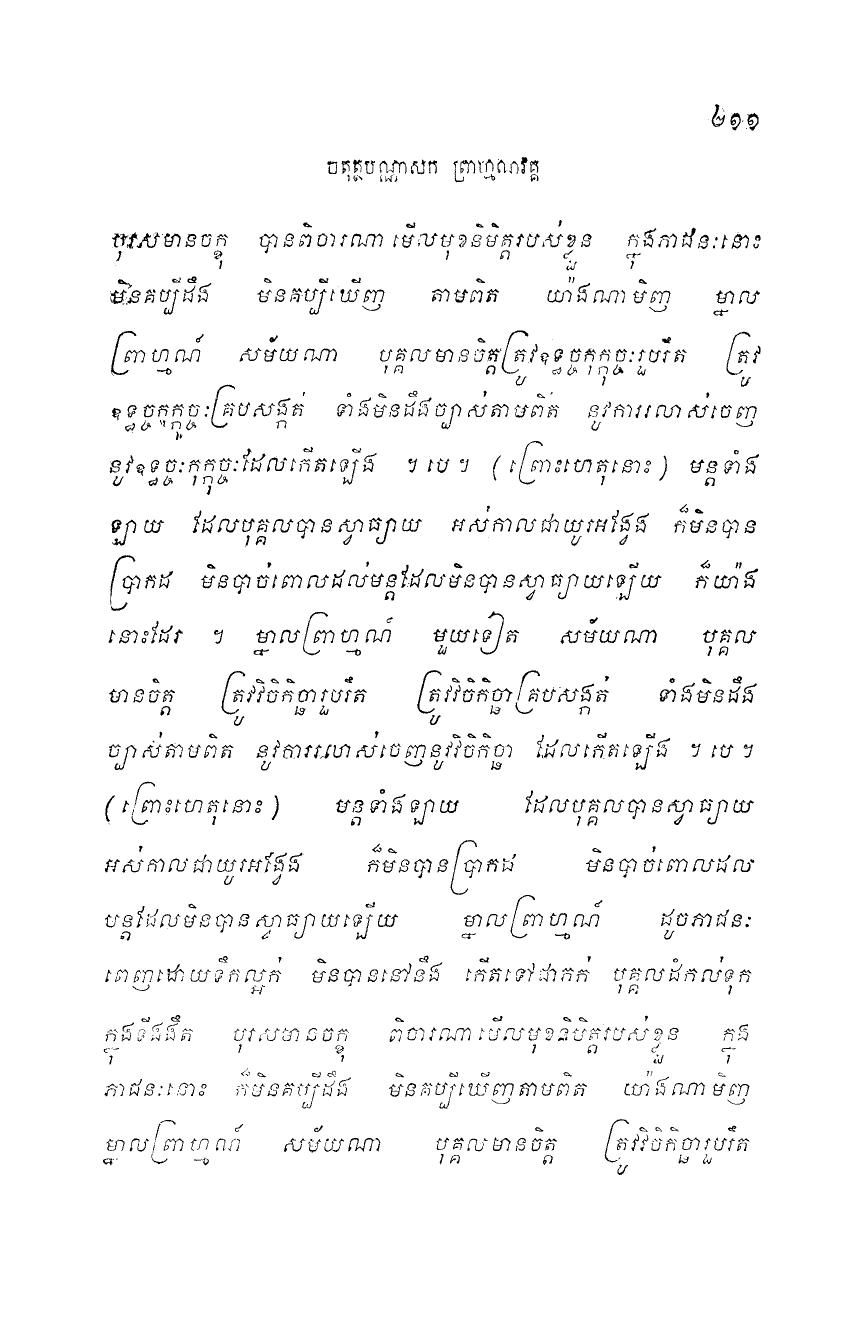 ២១១
ចតុត្ថបណ្ណាសក ព្រាហ្មណវគ្គ
បុរសមានចក្ខុ បានពិចារណាមើលមុខនិមិត្តរបស់ខ្លួន ក្នុងភាជនៈនោះ
មិនគប្បីដឹង មិនគប្បីឃើញ តាមពិត យ៉ាងណាមិញ ម្នាល
ព្រាហ្មណ៍ សម័យណា បុគ្គលមានចិត្តត្រូវឧទ្ធច្ចកុក្កុច្ចៈរួបរឹត ត្រូវ
ឧទ្ធច្ចកុក្កុច្ចៈគ្របសង្កត់ ទាំងមិនដឹងច្បាស់តាមពិត នូវការរលាស់ចេញ
នូវឧទ្ធច្ចៈកុក្កុច្ចៈដែលកើតឡើង ។ បេ ។ (ព្រោះហេតុនោះ) មន្តទាំង
ឡាយ ដែលបុគ្គលបានស្វាធ្យាយ អស់កាលជាយូរអង្វែង ក៏មិនបាន
ប្រាកដ មិនបាច់ពោលដល់មន្តដែលមិនបានស្វាធ្យាយឡើយ ក៏យ៉ាង
នោះដែរ ។ ម្នាលព្រាហ្មណ៍ មួយទៀត សម័យណា បុគ្គល
មានចិត្ត ត្រូវវិចិកិច្ឆារួបរឹត ត្រូវវិចិកិច្ឆាគ្របសង្កត់ ទាំងមិនដឹង
ច្បាស់តាមពិត នូវការរលាស់ចេញនូវវិចិកិច្ឆា ដែលកើតឡើង ។ បេ ។
(ព្រោះហេតុនោះ) មន្តទាំងឡាយ ដែលបុគ្គលបានស្វាធ្យាយ
អស់កាលជាយូរអង្វែង ក៏មិនបានប្រាកដ មិនបាច់ពោលដល
បន្តដែលមិនបានស្វាធ្យាយឡើយ ម្នាលព្រាហ្មណ៍ ដូចភាជនៈ
ពេញដោយទឹកល្អក់ មិនបាននៅនឹង កើតទៅជាភក់ បុគ្គលដំកល់ទុក
ក្នុងទីងងឹត បុរសមានចក្ខុ ពិចារណាមើលមុខនិមិត្តរបស់ខ្លួន ក្នុង
ភាជនៈនោះ ក៏មិនគប្បីដឹង មិនគប្បីឃើញតាមពិត យ៉ាងណាមិញ
ម្នាលព្រាហ្មណ៍ សម័យណា បុគ្គលមានចិត្ត ត្រូវវិចិកិច្ឆារួបរឹត